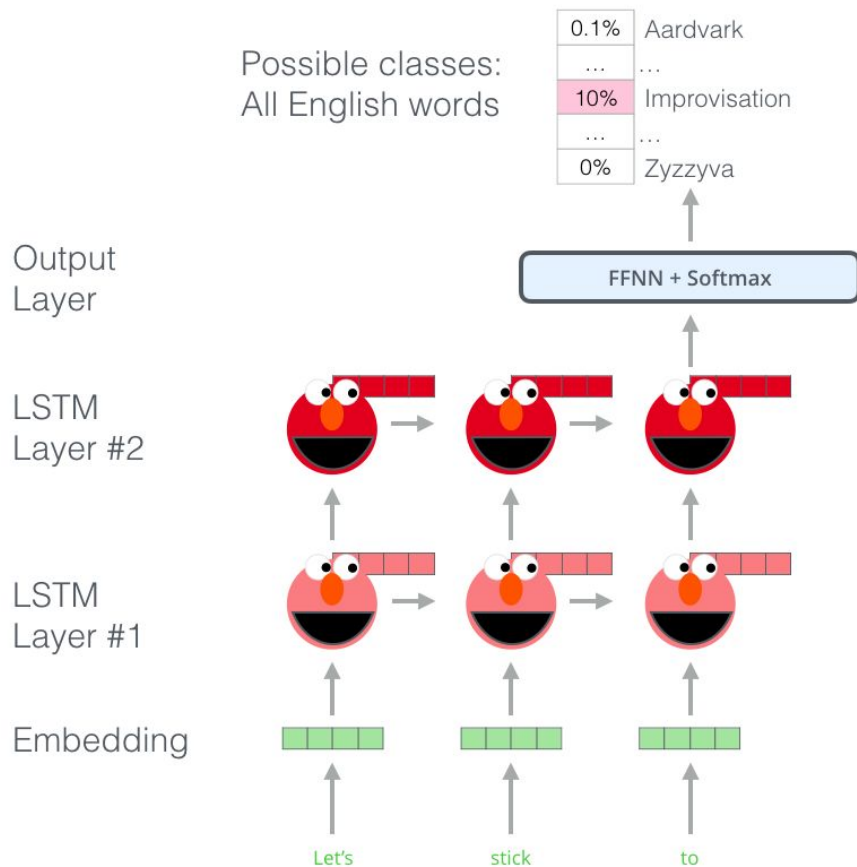 Possible classes:
All English words
0.1% Aardvark
... ...
10% Improvisation
... ...
0% Zyzzyva
Output
Layer
FFNN + Softmax
LSTM
Layer #2
LSTM
Layer #1
Embedding
Let's stick to